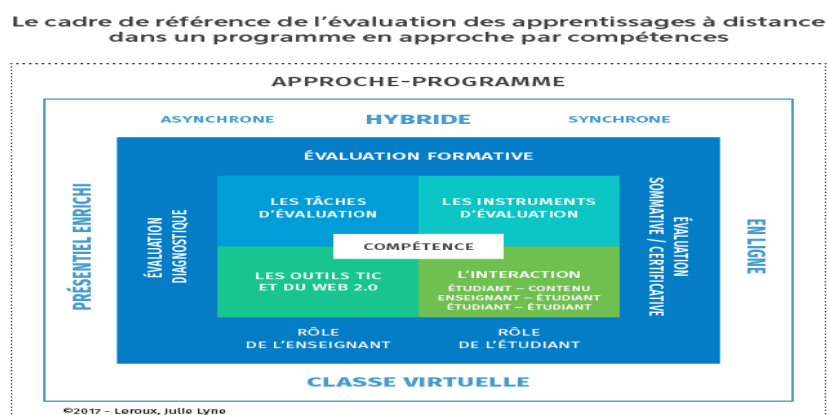 Le cadre de référence de l'évaluation des apprentissages à distance
dans un programme en approche par compétences
APPROCHE-PROGRAMME
ASYNCHRONE
HYBRIDE
SYNCHRONE
ÉVALUATION FORMATIVE
PRÉSENTIEL ENRICHI
ÉVALUATION
DIAGNOSTIQUE
LES TÂCHES
D'ÉVALUATION
LES INSTRUMENTS
D'ÉVALUATION
COMPÉTENCE
LES OUTILS TIC
ET DU WEB 2.0
L'INTERACTION
ÉTUDIANT – CONTENU
ENSEIGNANT – ÉTUDIANT
ÉTUDIANT – ÉTUDIANT
ÉVALUATION
SOMMATIVE / CERTIFICATIVE
EN LIGNE
RÔLE
DE L'ENSEIGNANT
RÔLE
DE L'ÉTUDIANT
CLASSE VIRTUELLE
©2017 - Leroux, Julie Lyne